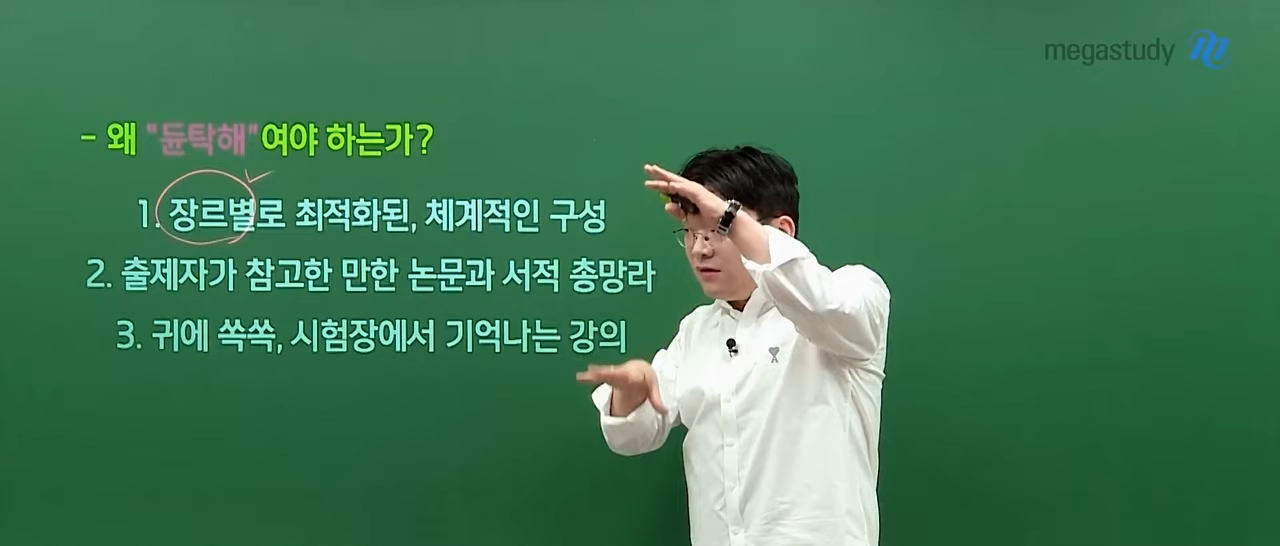 megastudy
- 왜 "듄탁해"여야 하는가?
1. 장르별로 최적화된, 체계적인 구성
2. 출제자가 참고한 만한 논문과 서적 총망라
3. 귀에 쏙쏙, 시험장에서 기억나는 강의